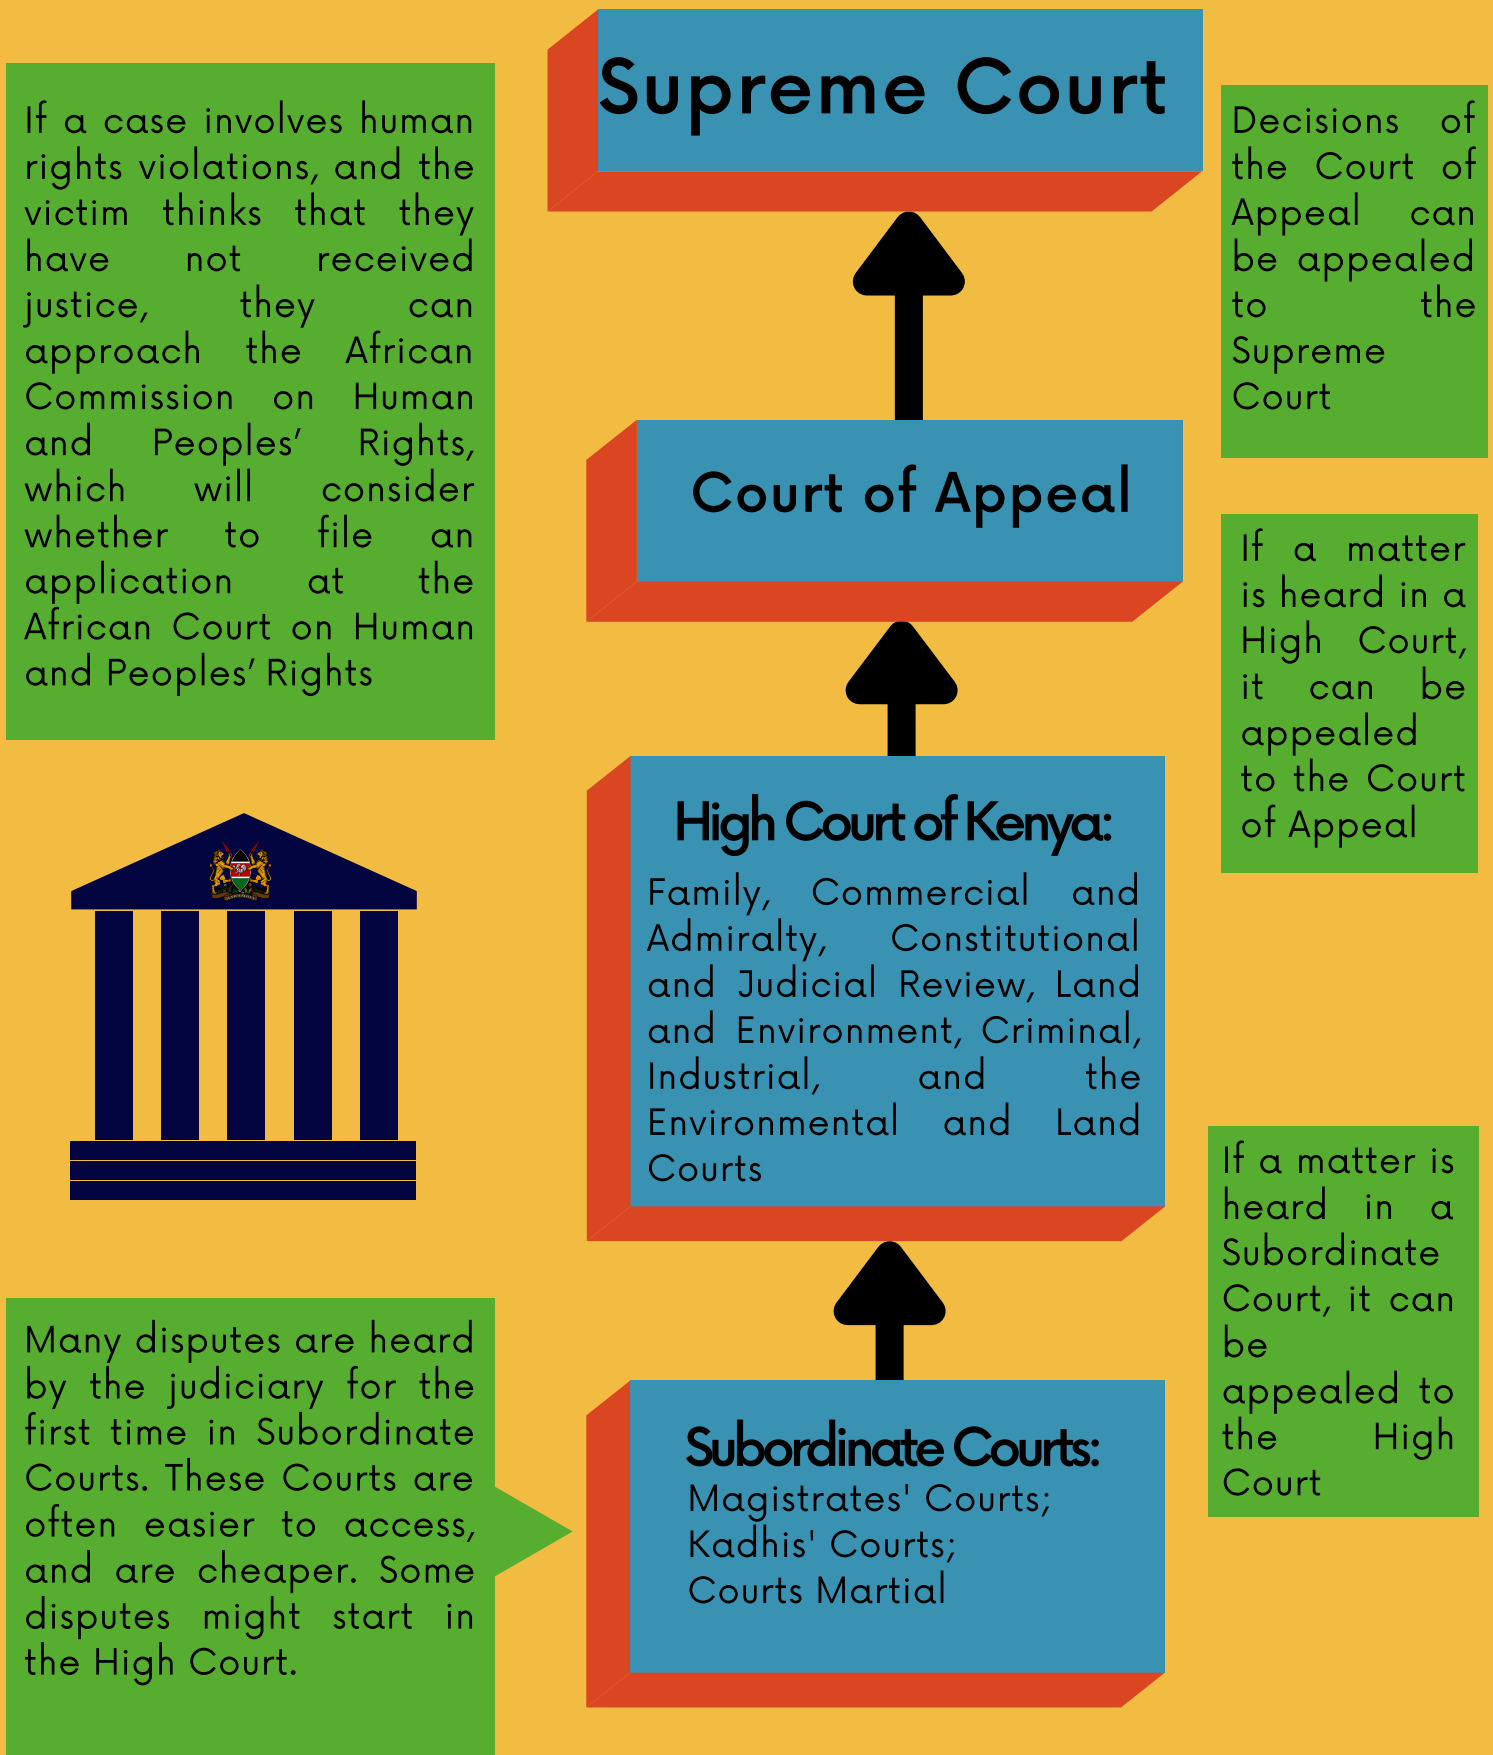 Supreme Court
If a case involves human
rights violations, and the
victim thinks that they
have not received
justice, they can
approach the African
Commission on Human
and Peoples’ Rights,
which will consider
whether to file an
application at the
African Court on Human
and Peoples’ Rights
Decisions of
the Court of
Appeal can
be appealed
to the
Supreme
Court
Court of Appeal
If a matter
is heard in a
High Court,
it can be
appealed
to the Court
of Appeal
High Court of Kenya:
Family, Commercial and
Admiralty, Constitutional
and Judicial Review, Land
and Environment, Criminal,
Industrial, and the
Environmental and Land
Courts
If a matter is
heard in a
Subordinate
Court, it can
be
appealed to
the High
Court
Many disputes are heard
by the judiciary for the
first time in Subordinate
Courts. These Courts are
often easier to access,
and are cheaper. Some
disputes might start in
the High Court.
Subordinate Courts:
Magistrates' Courts;
Kadhis' Courts;
Courts Martial